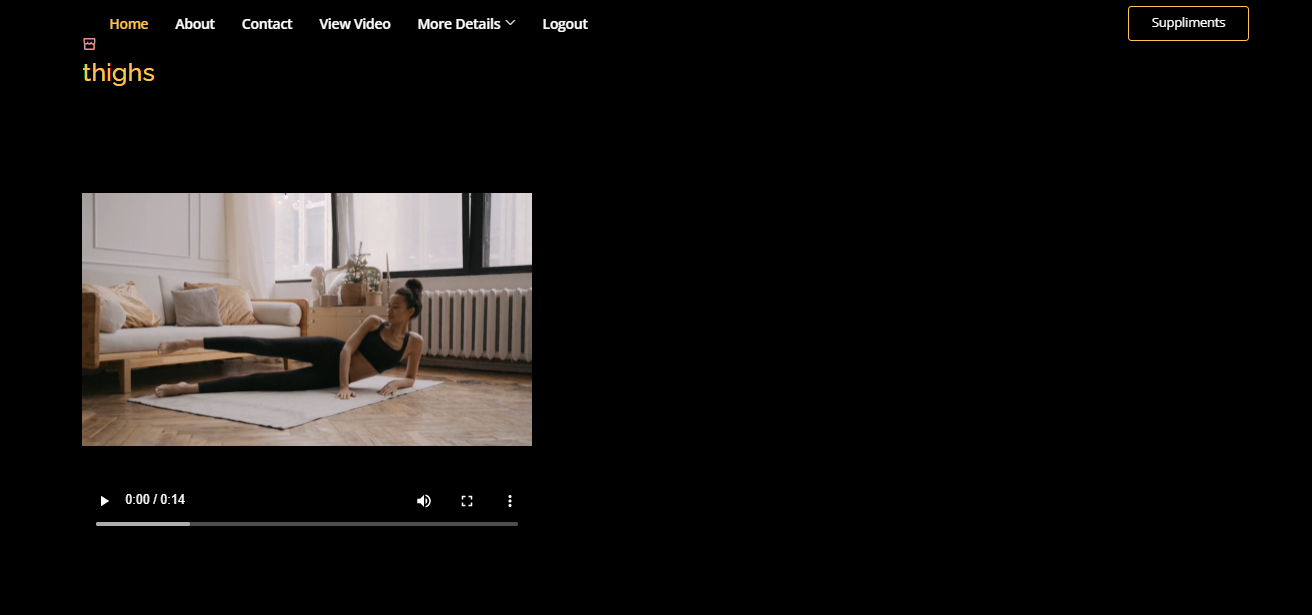 Home About Contact View Video More Details Logout Suppliments
thighs
0:00 / 0:14